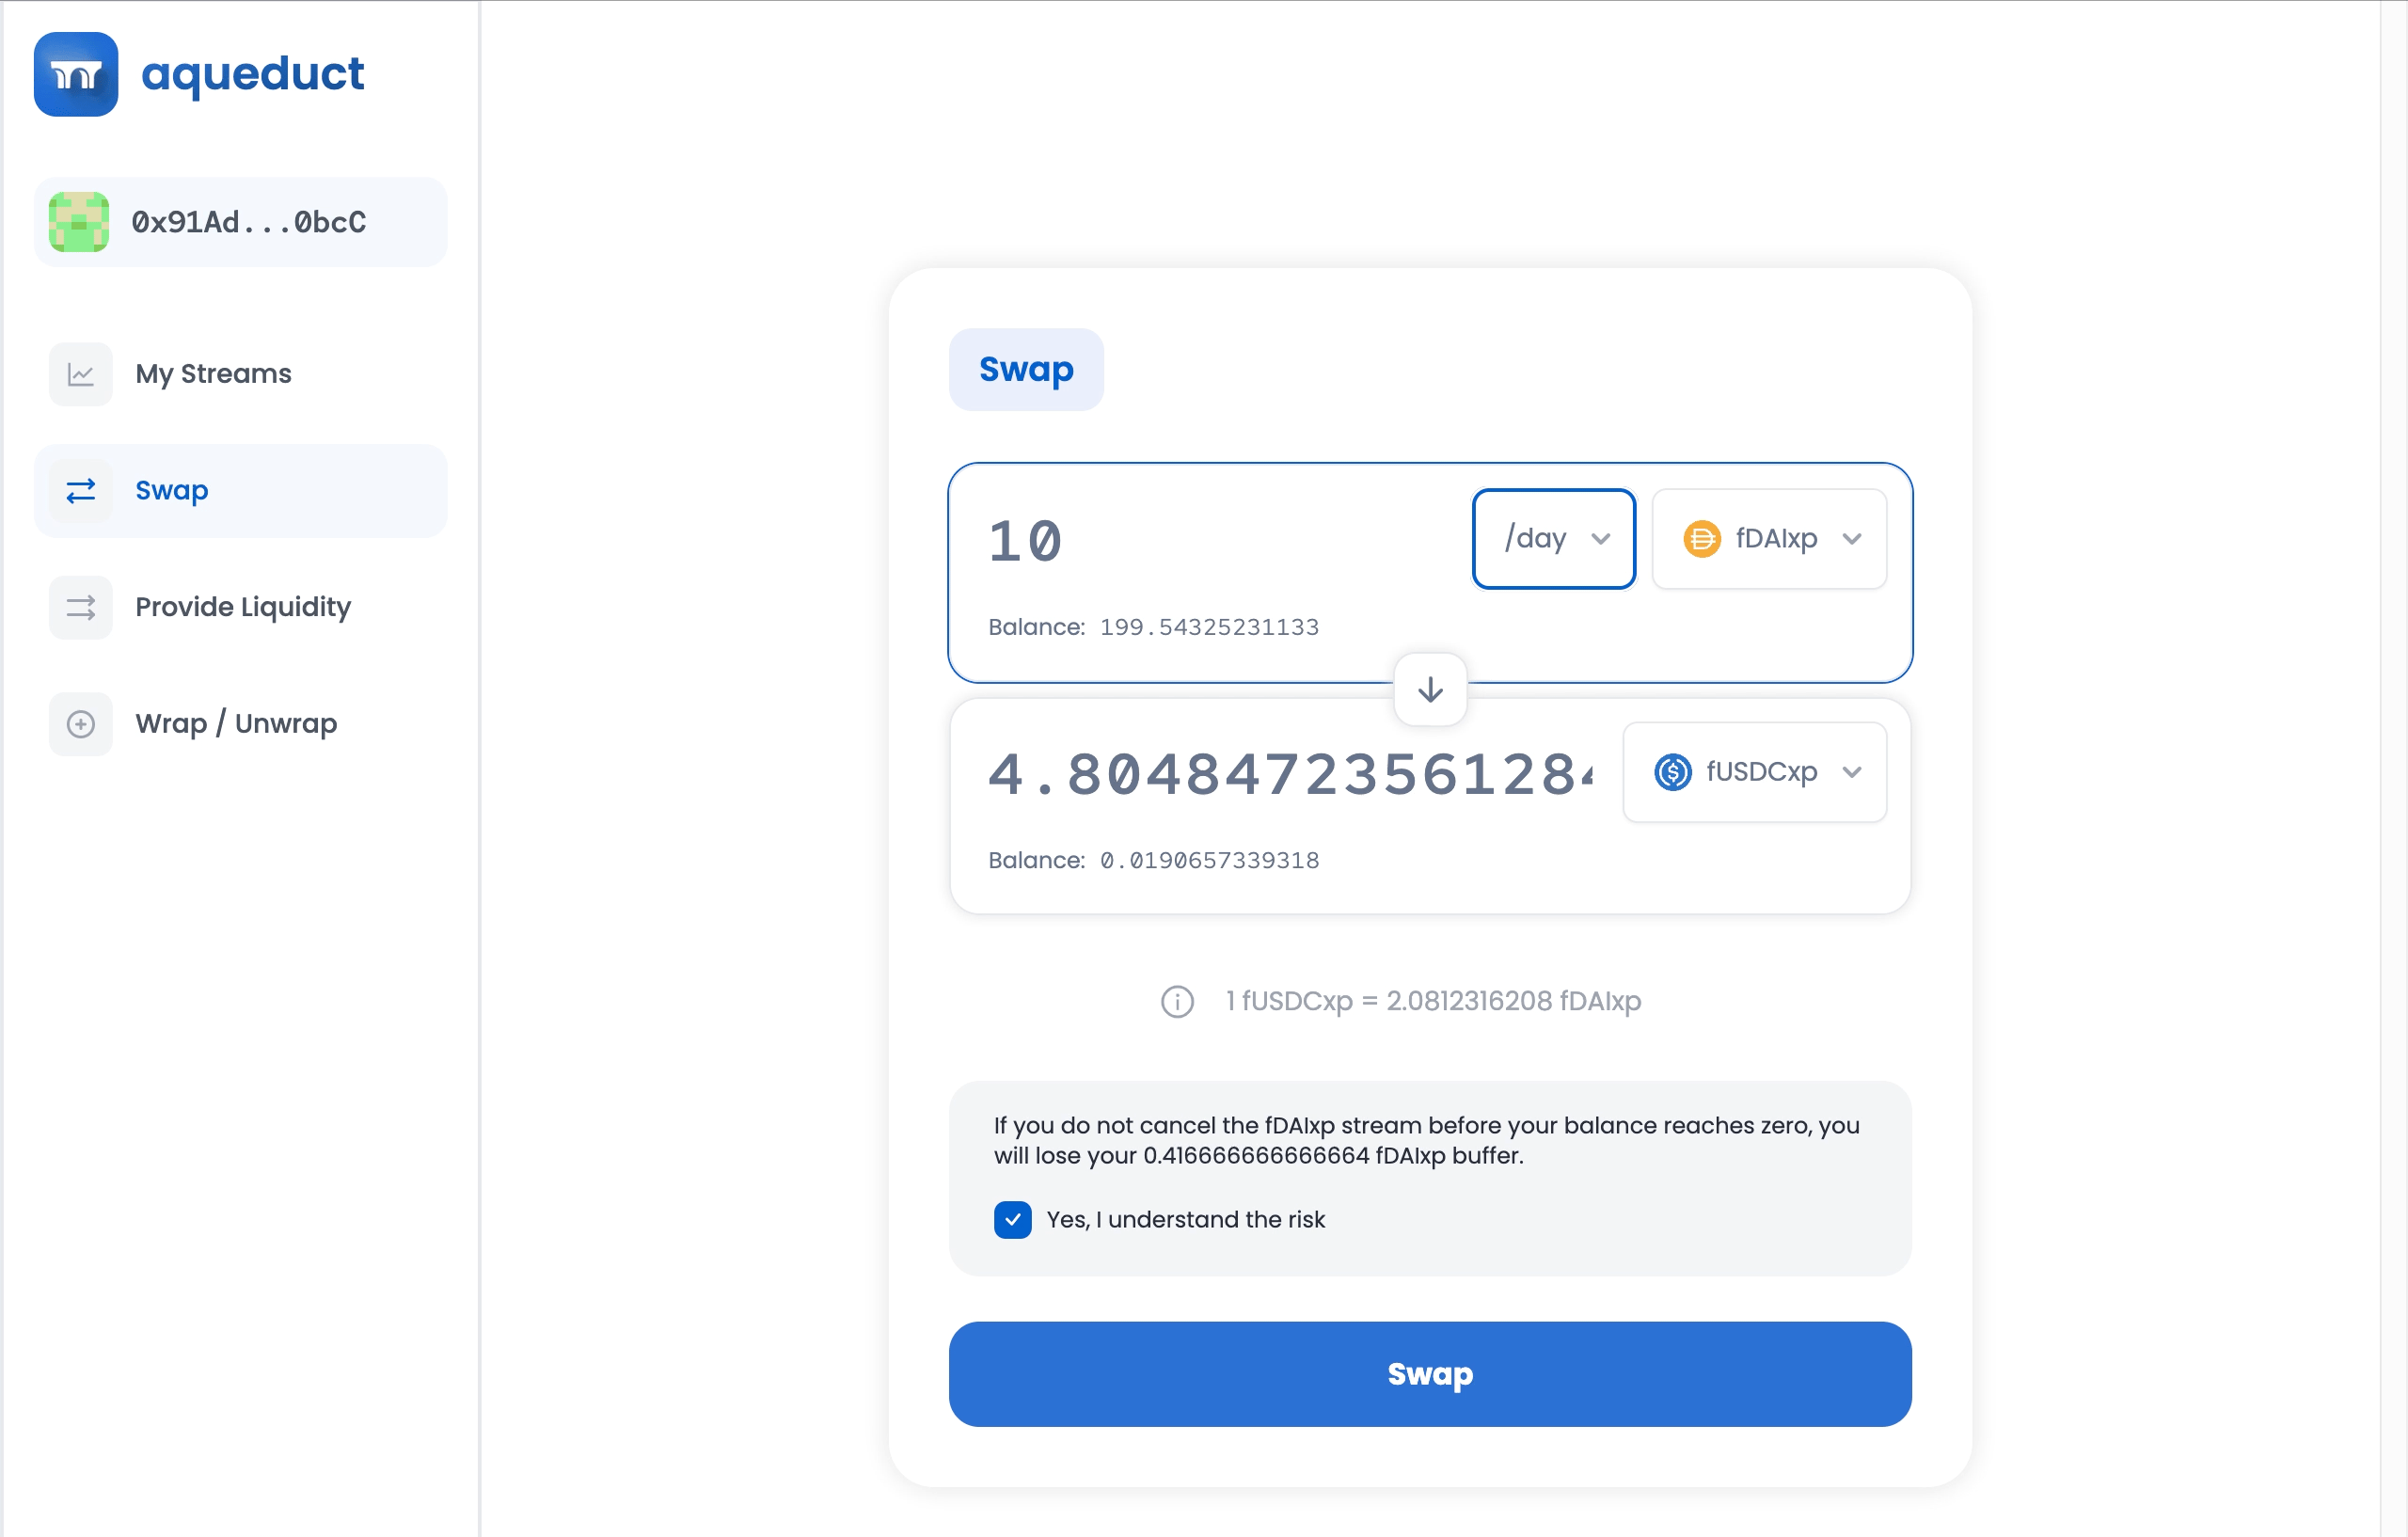 aqueduct
0x91Ad...0bcC
My Streams
Swap
Provide Liquidity
Wrap / Unwrap
Swap
10
/day
fDAIxp
Balance: 199.54325231133
4.80484723561284
fUSDCxp
Balance: 0.0190657339318
1 fUSDCxp = 2.0812316208 fDAIxp
If you do not cancel the fDAIxp stream before your balance reaches zero, you
will lose your 0.416666666666664 fDAIxp buffer.
Yes, I understand the risk
Swap